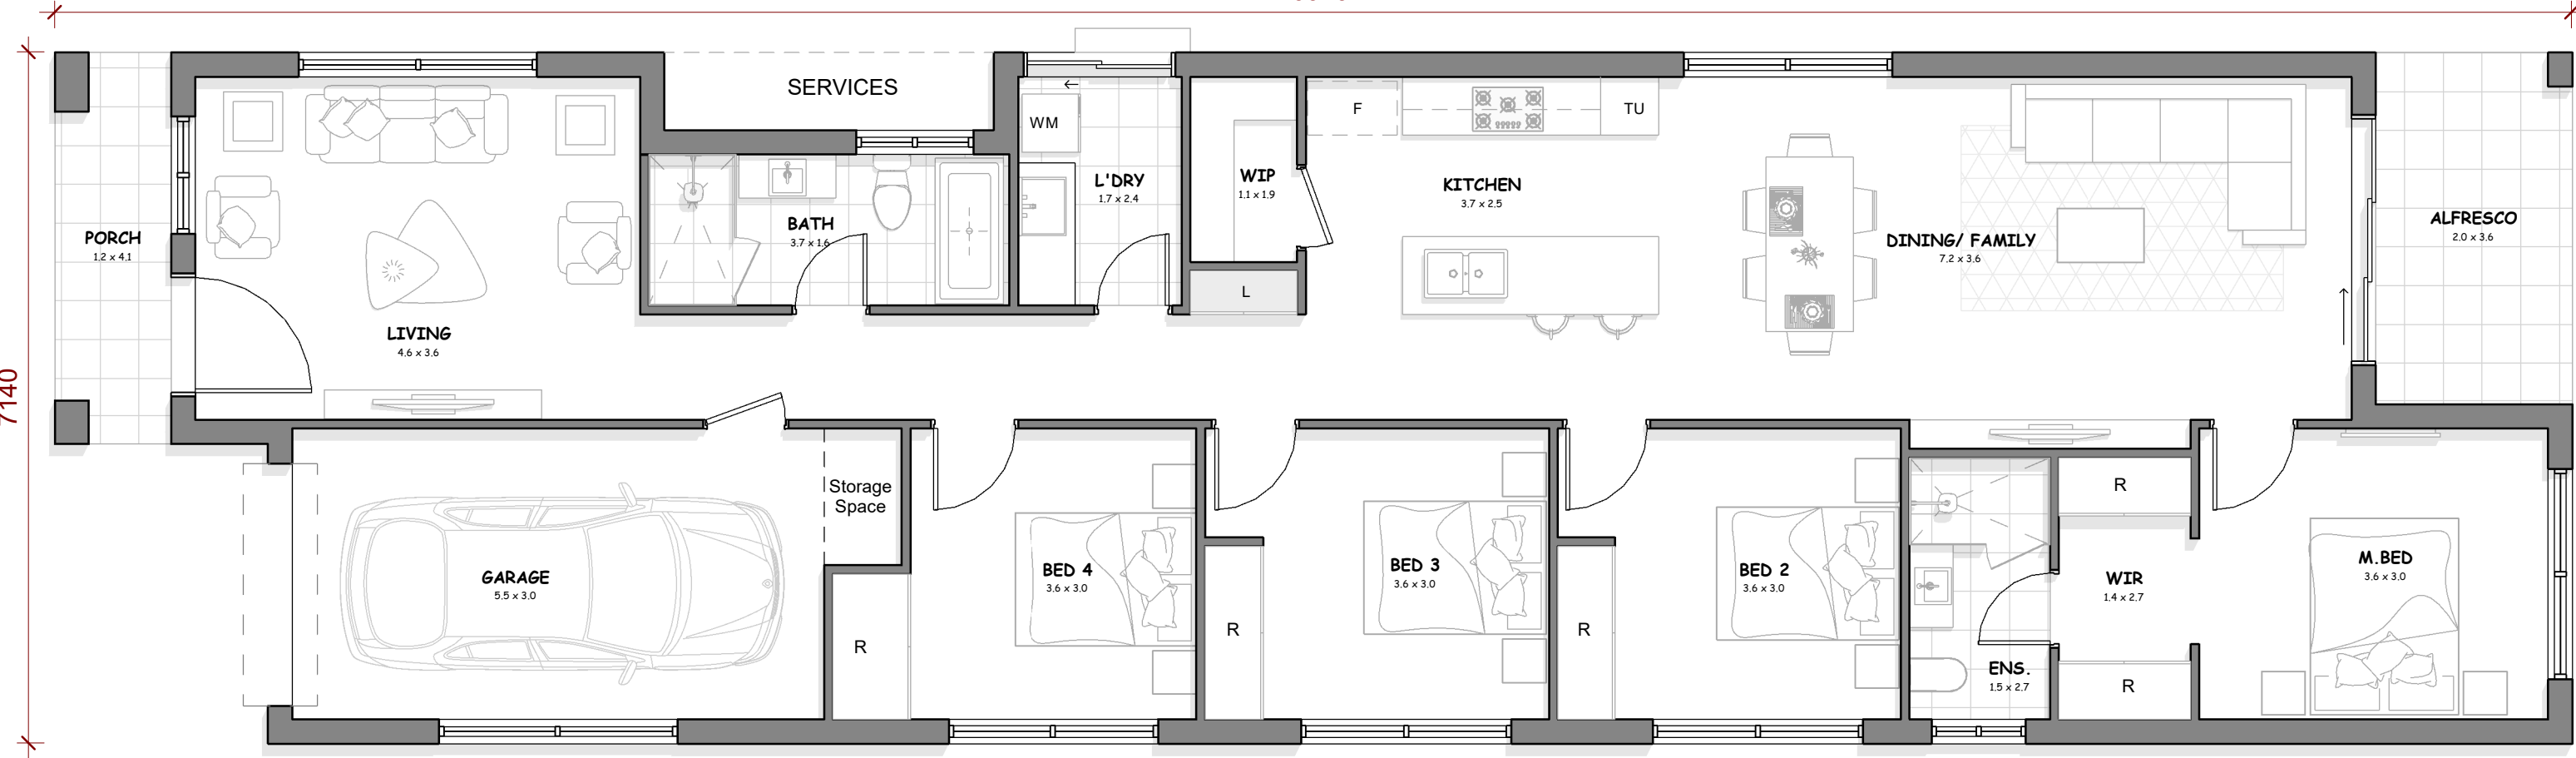 SERVICES
WM
F
TU
L'DRY
1.7 x 2.4
WIP
1.1 x 1.9
KITCHEN
3.7 x 2.5
BATH
3.7 x 1.6
PORCH
1.2 x 4.1
DINING/ FAMILY
7.2 x 3.6
ALFRESCO
2.0 x 3.6
L
LIVING
4.6 x 3.6
7140
Storage
Space
GARAGE
5.5 x 3.0
R
BED 4
3.6 x 3.0
R
BED 3
3.6 x 3.0
R
BED 2
3.6 x 3.0
R
WIR
1.4 x 2.7
ENS.
1.5 x 2.7
R
M.BED
3.6 x 3.0